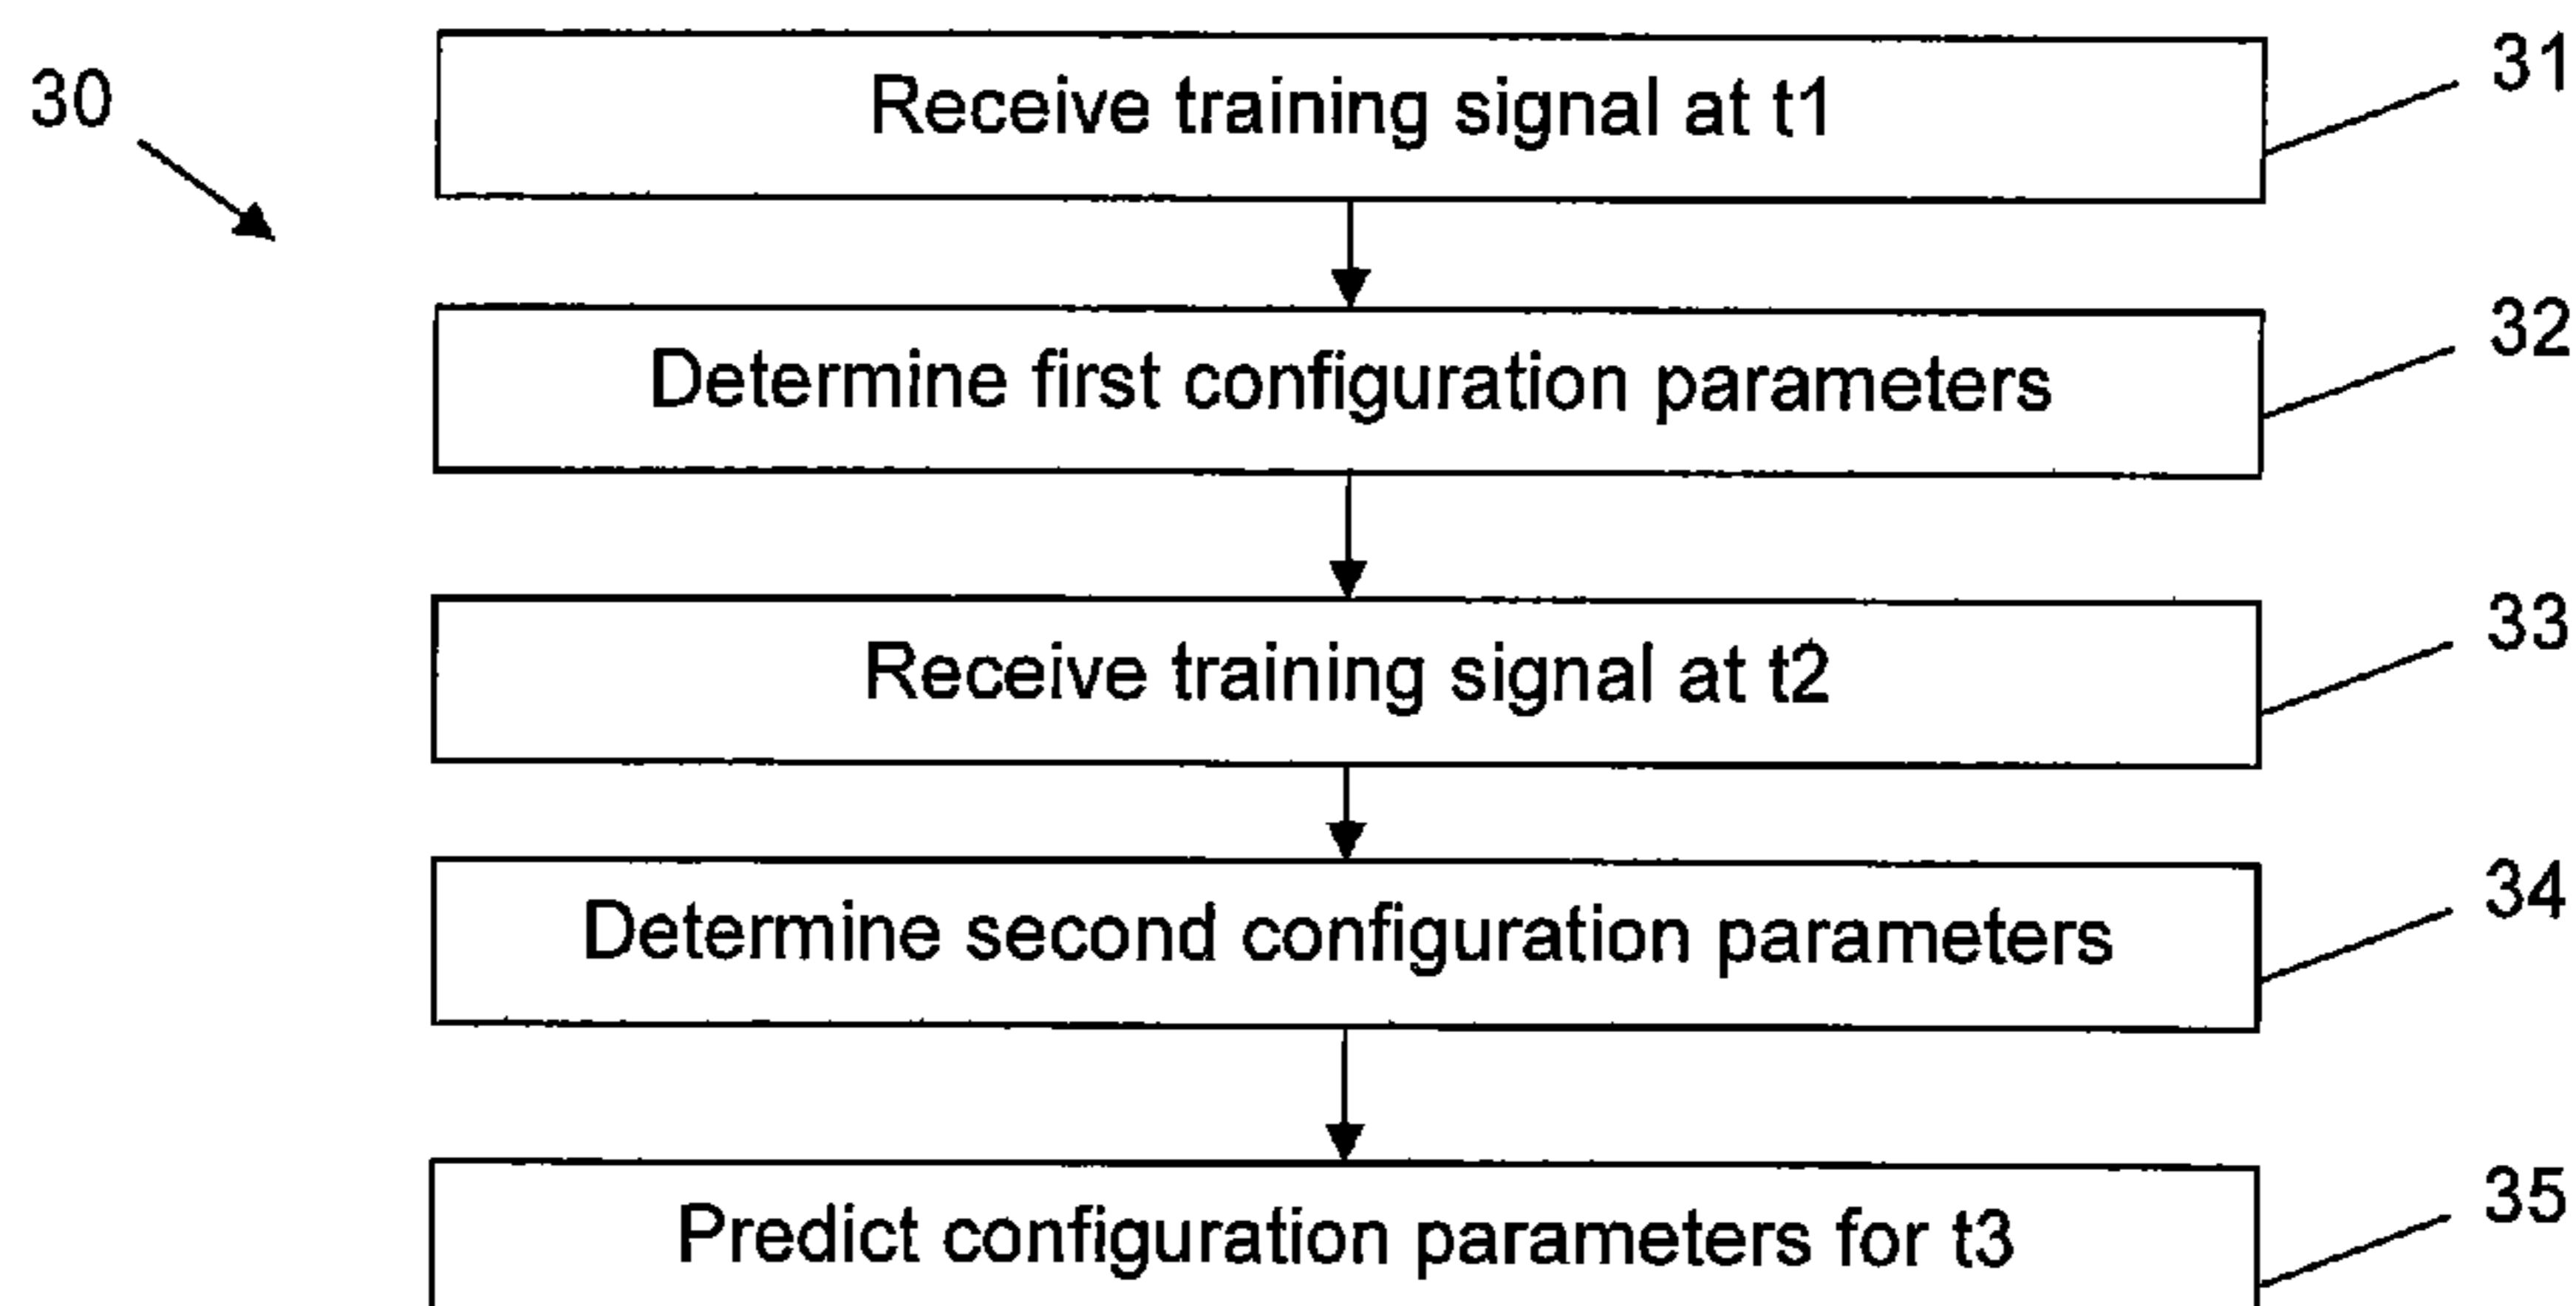 30
Receive training signal at t1
31
Determine first configuration parameters
32
Receive training signal at t2
33
Determine second configuration parameters
34
Predict configuration parameters for t3
35